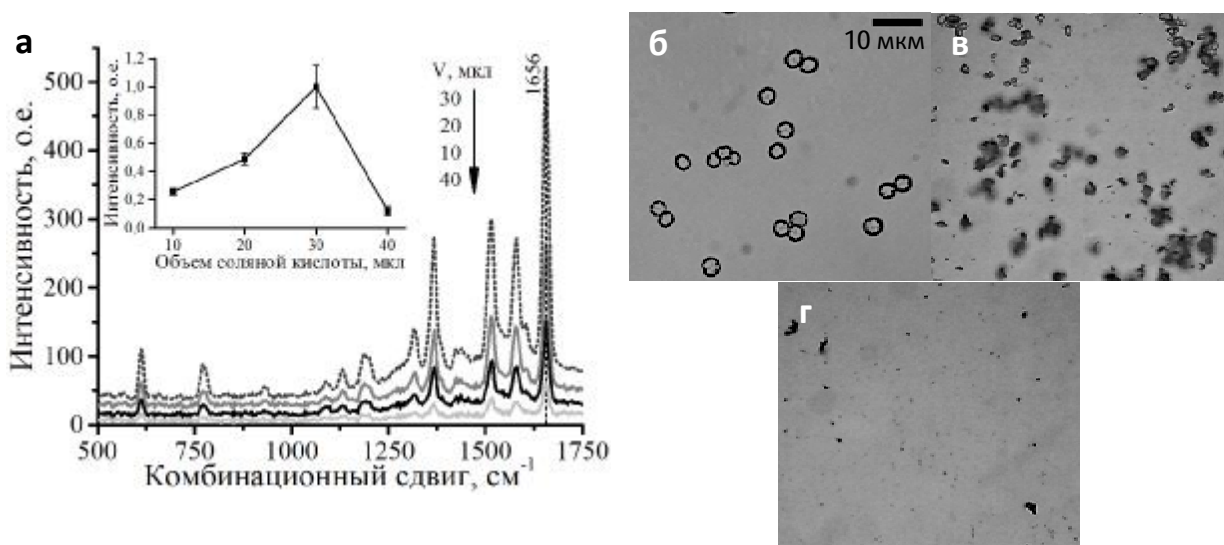 а
Интенсивность, о.е.
500
400
300
200
100
0
500
750
1000
1250
1500
1750
Комбинационный сдвиг, см⁻¹
Интенсивность, о.е.
1,2
1,0
0,8
0,6
0,4
0,2
0,0
10
20
30
40
Объем соляной кислоты, мкл
V, мкл
30
20
10
40
1656
б
10 мкм
в
г